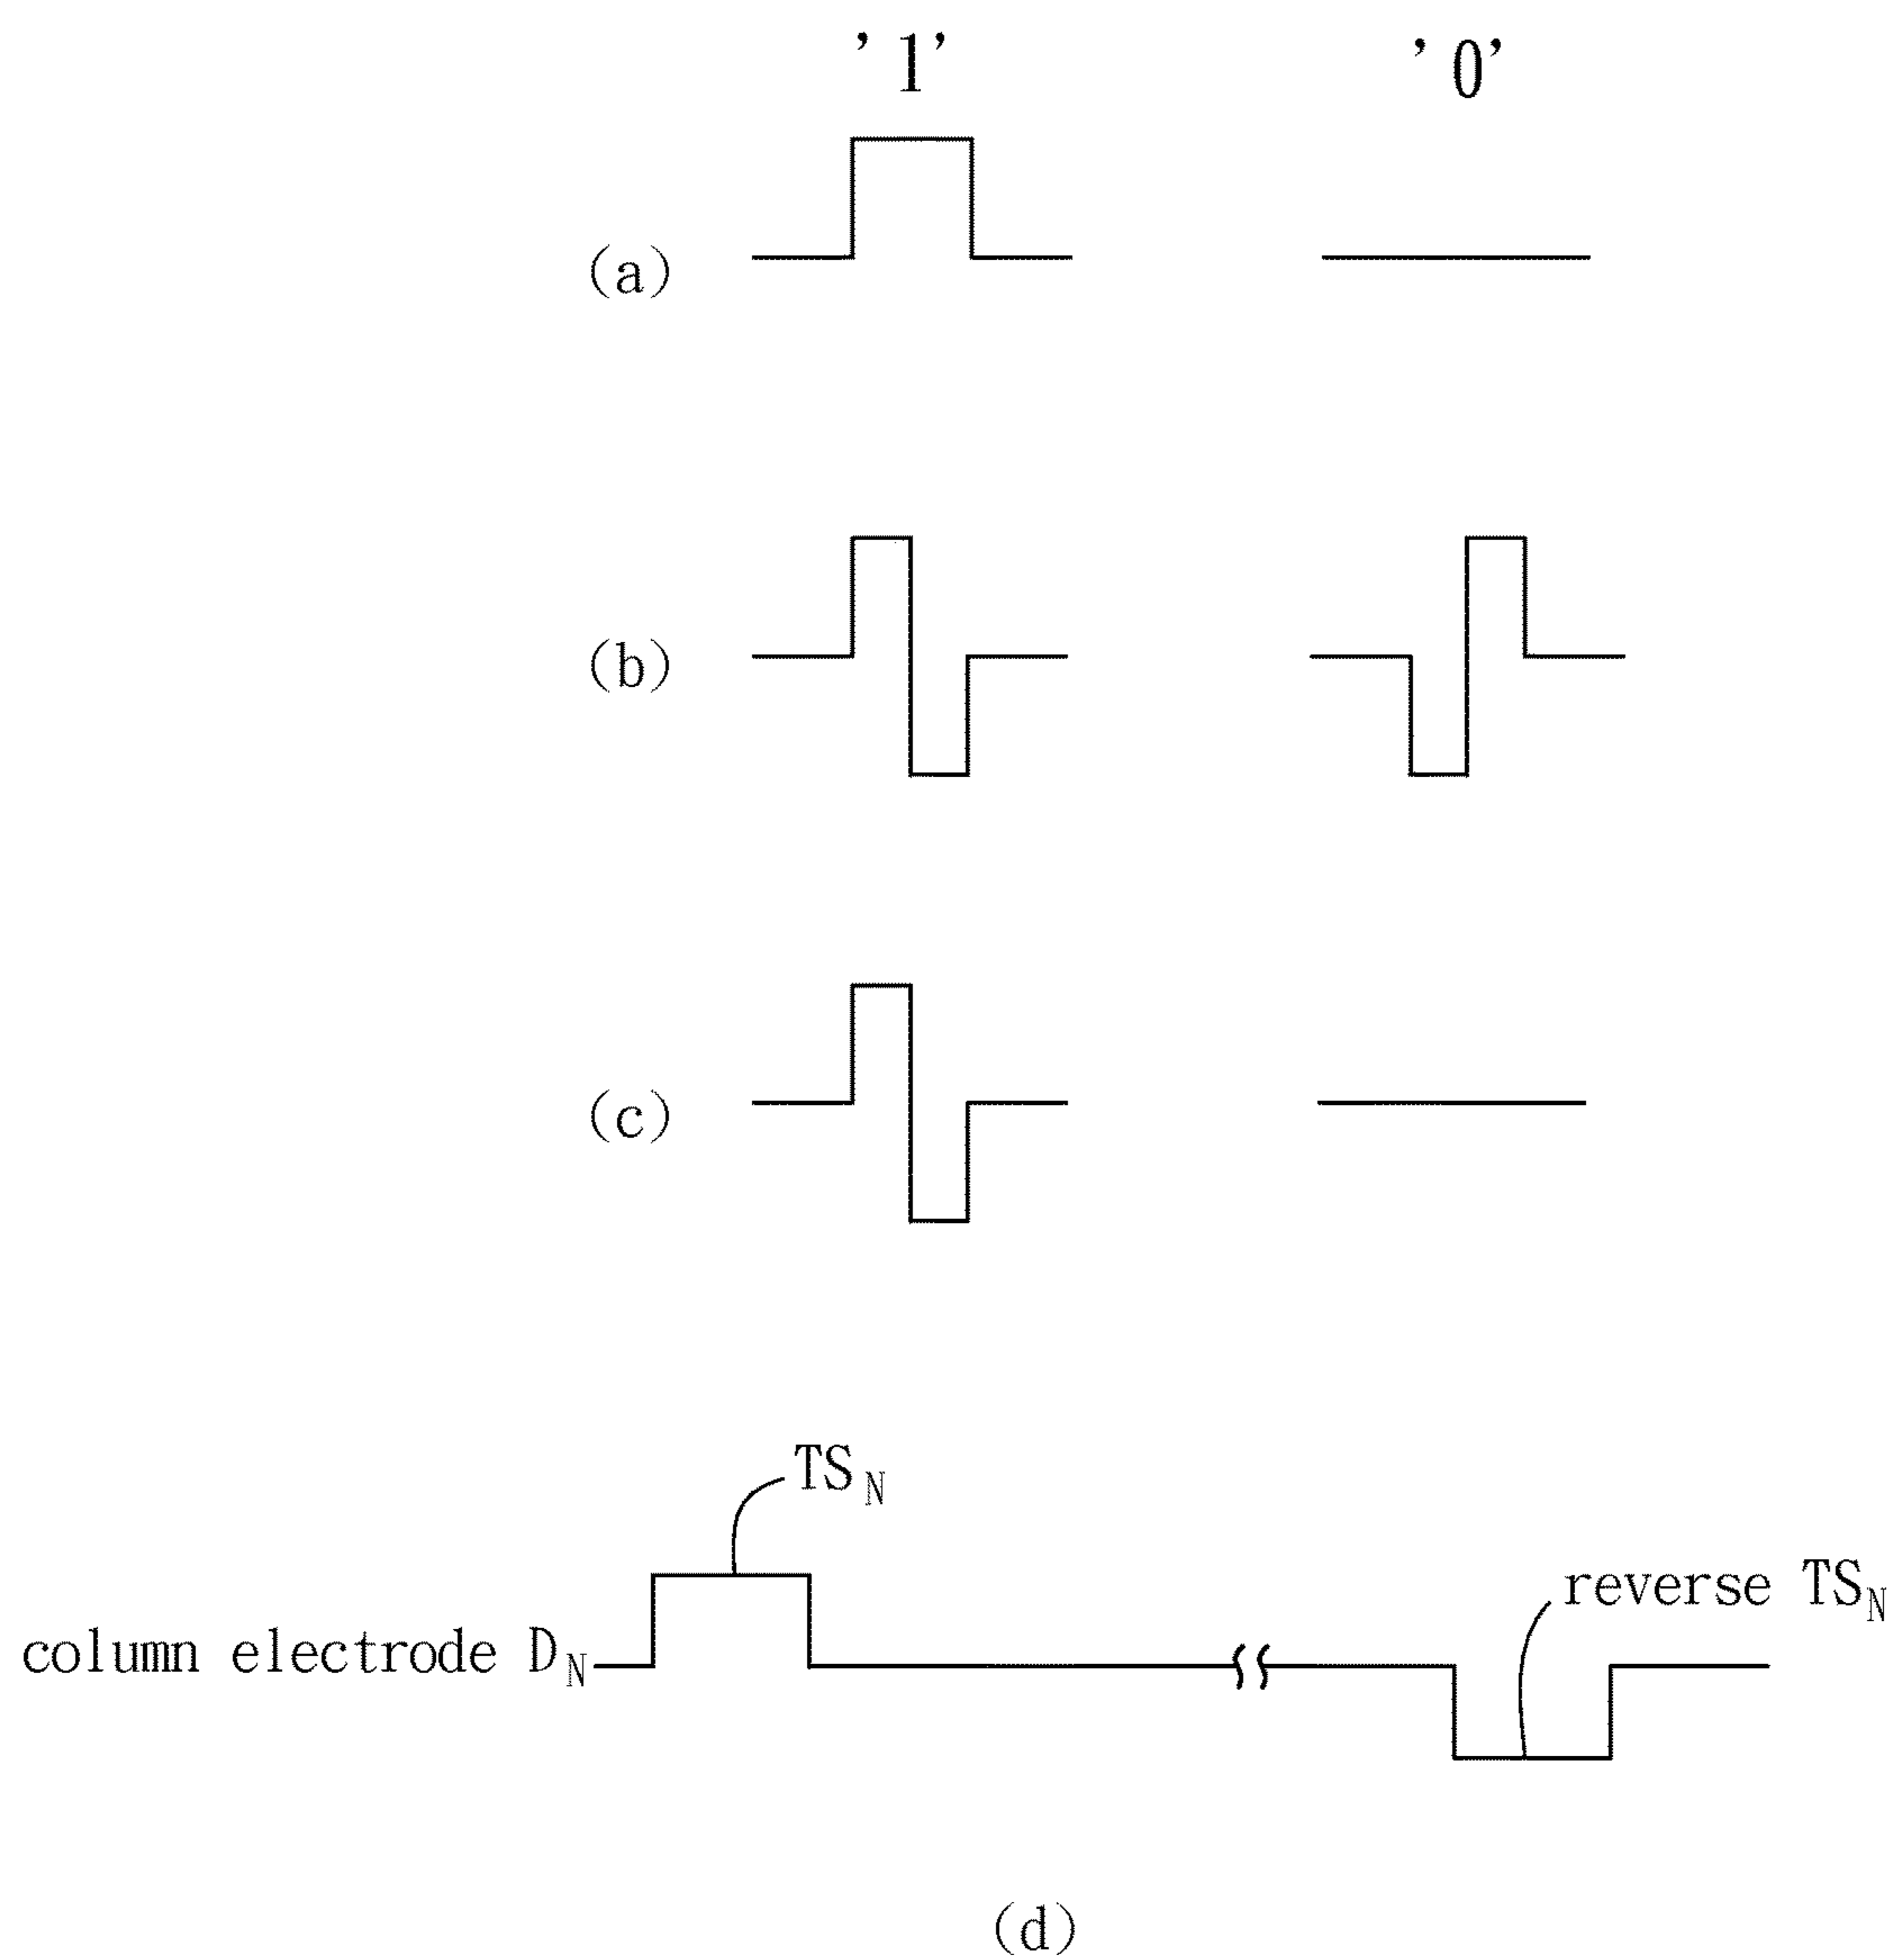 ’1’ ’0’
(a)
(b)
(c)
TS_N
reverse TS_N
column electrode D_N
(d)